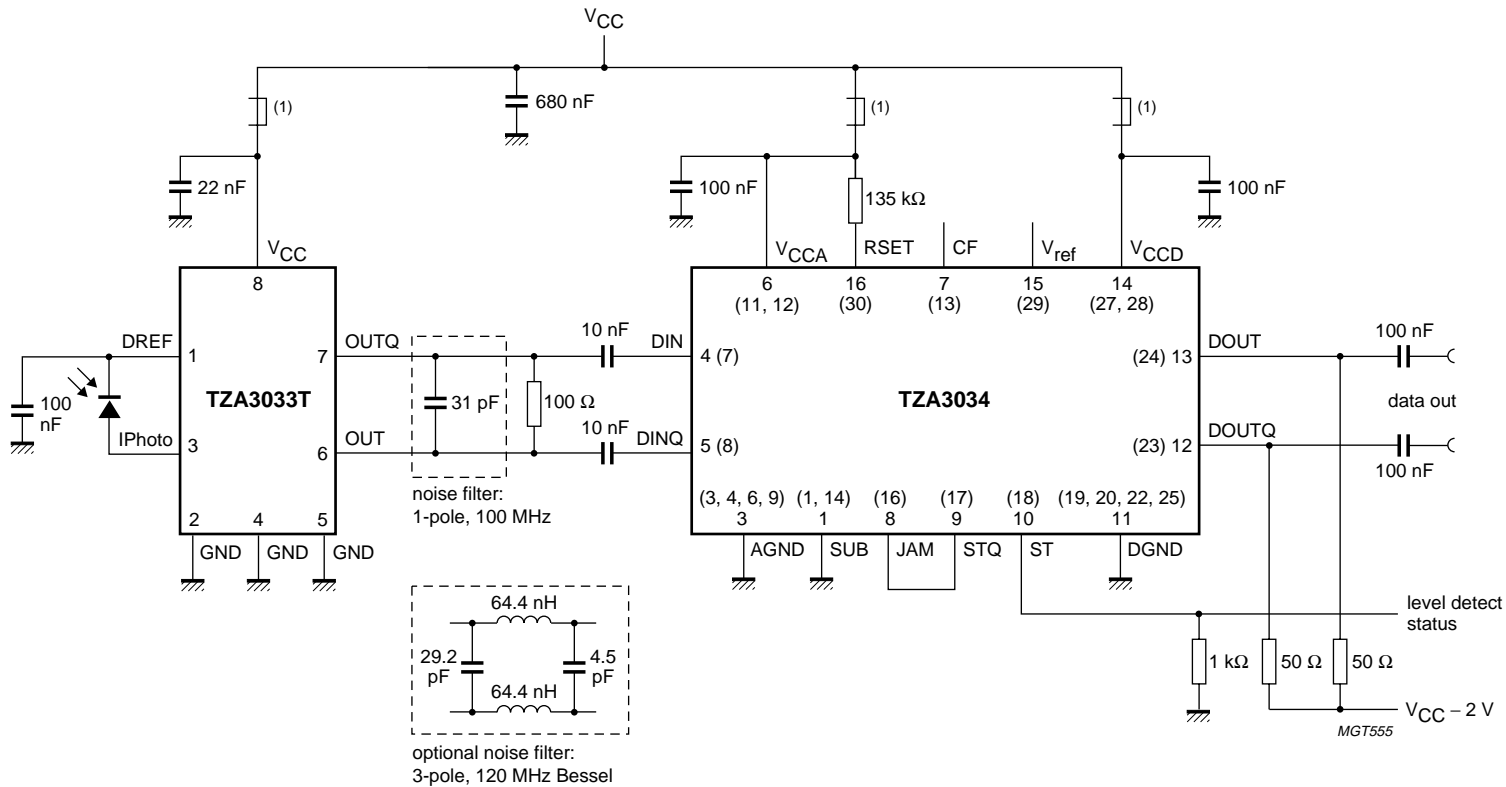 VCC
(1)
680 nF
(1)
(1)
22 nF
100 nF
135 kΩ
100 nF
VCC
VCCA
RSET
CF
Vref
VCCD
8
6
16
7
15
14
(11, 12)
(30)
(13)
(29)
(27, 28)
DREF
1
7
OUTQ
10 nF
DIN
4 (7)
(24) 13
DOUT
100 nF
TZA3033T
31 pF
100 Ω
TZA3034
data out
100
nF
IPhoto
3
6
OUT
10 nF
DINQ
5 (8)
(23) 12
DOUTQ
100 nF
noise filter:
1-pole, 100 MHz
2
4
5
GND
GND
GND
(3, 4, 6, 9)
(1, 14)
(16)
(17)
(18)
(19, 20, 22, 25)
3
1
8
9
10
11
AGND
SUB
JAM
STQ
ST
DGND
64.4 nH
29.2
pF
4.5
pF
64.4 nH
optional noise filter:
3-pole, 120 MHz Bessel
level detect
status
1 kΩ
50 Ω
50 Ω
VCC – 2 V
MGT555